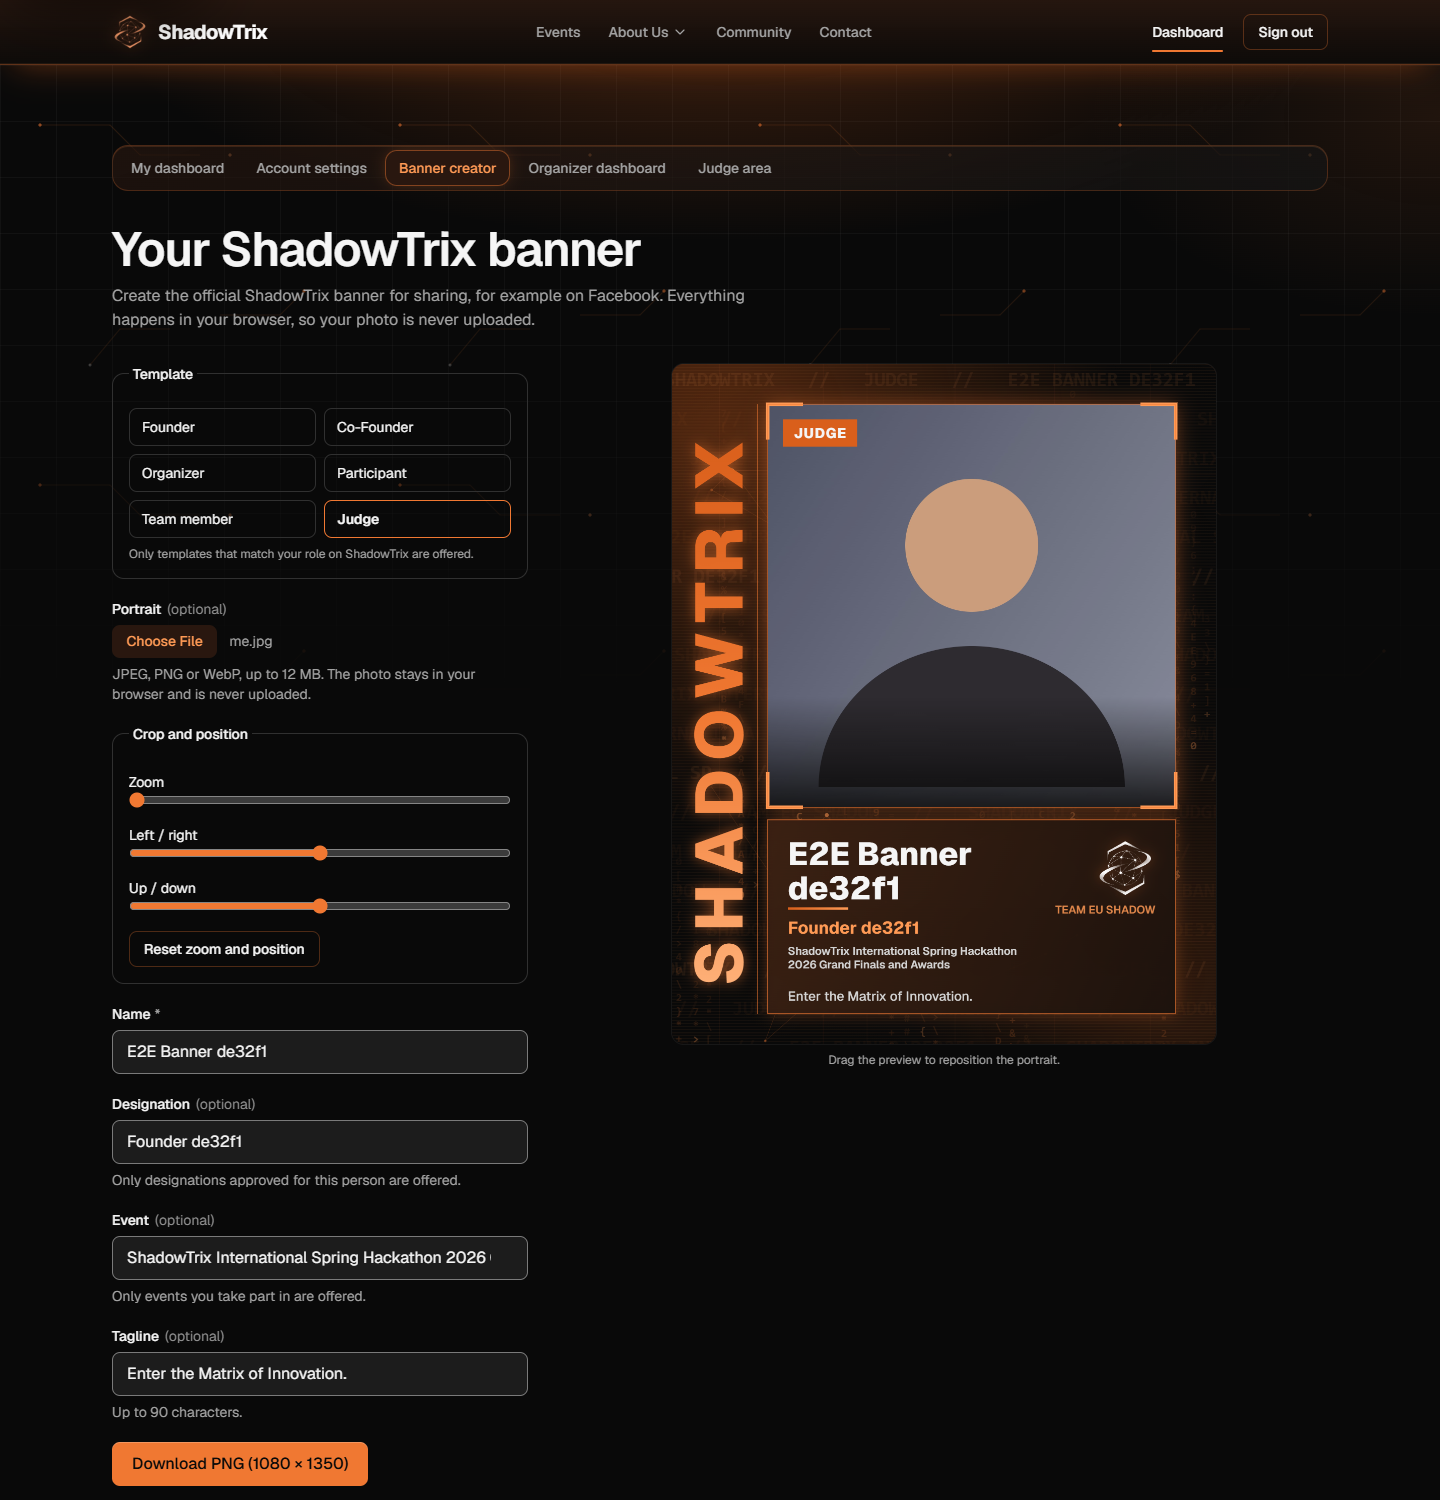 ShadowTrix
Events
About Us
Community
Contact
Dashboard
Sign out
My dashboard
Account settings
Banner creator
Organizer dashboard
Judge area
Your ShadowTrix banner
Create the official ShadowTrix banner for sharing, for example on Facebook. Everything
happens in your browser, so your photo is never uploaded.
Template
Founder
Co-Founder
Organizer
Participant
Team member
Judge
Only templates that match your role on ShadowTrix are offered.
Portrait (optional)
Choose File me.jpg
JPEG, PNG or WebP, up to 12 MB. The photo stays in your
browser and is never uploaded.
Crop and position
Zoom
Left / right
Up / down
Reset zoom and position
Name *
E2E Banner de32f1
Designation (optional)
Founder de32f1
Only designations approved for this person are offered.
Event (optional)
ShadowTrix International Spring Hackathon 2026
Only events you take part in are offered.
Tagline (optional)
Enter the Matrix of Innovation.
Up to 90 characters.
Download PNG (1080 × 1350)
HADOWTRIX // JUDGE // E2E BANNER DE32F1
SHADOWTRIX
JUDGE
E2E Banner
de32f1
Founder de32f1
ShadowTrix International Spring Hackathon
2026 Grand Finals and Awards
Enter the Matrix of Innovation.
TEAM EU SHADOW
Drag the preview to reposition the portrait.